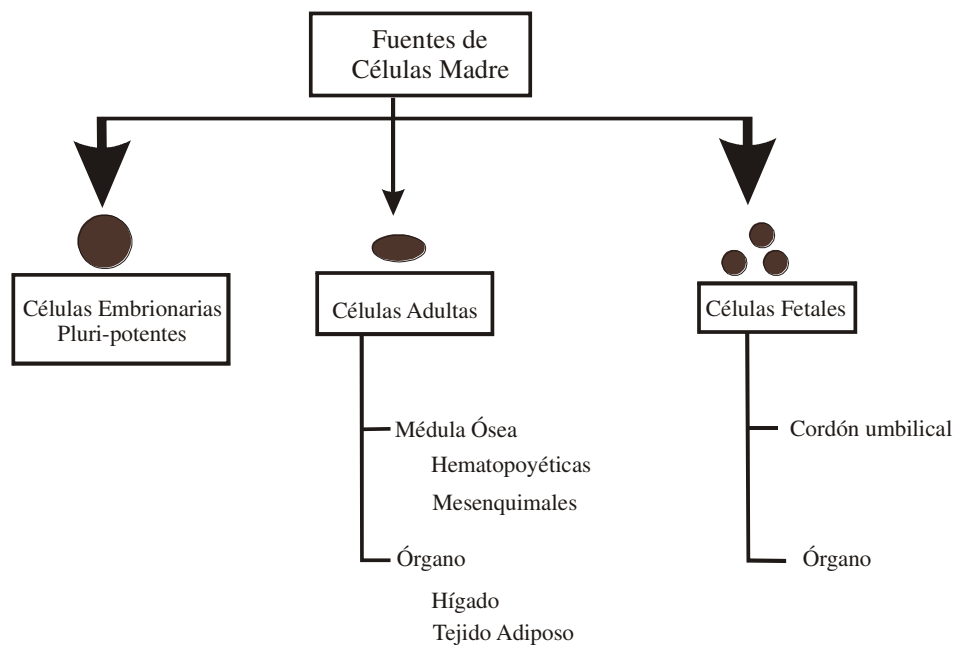 Fuentes de
Células Madre
Células Embrionarias
Pluri-potentes
Células Adultas
Médula Ósea
Hematopoyéticas
Mesenquimales
Órgano
Hígado
Tejido Adiposo
Células Fetales
Cordón umbilical
Órgano